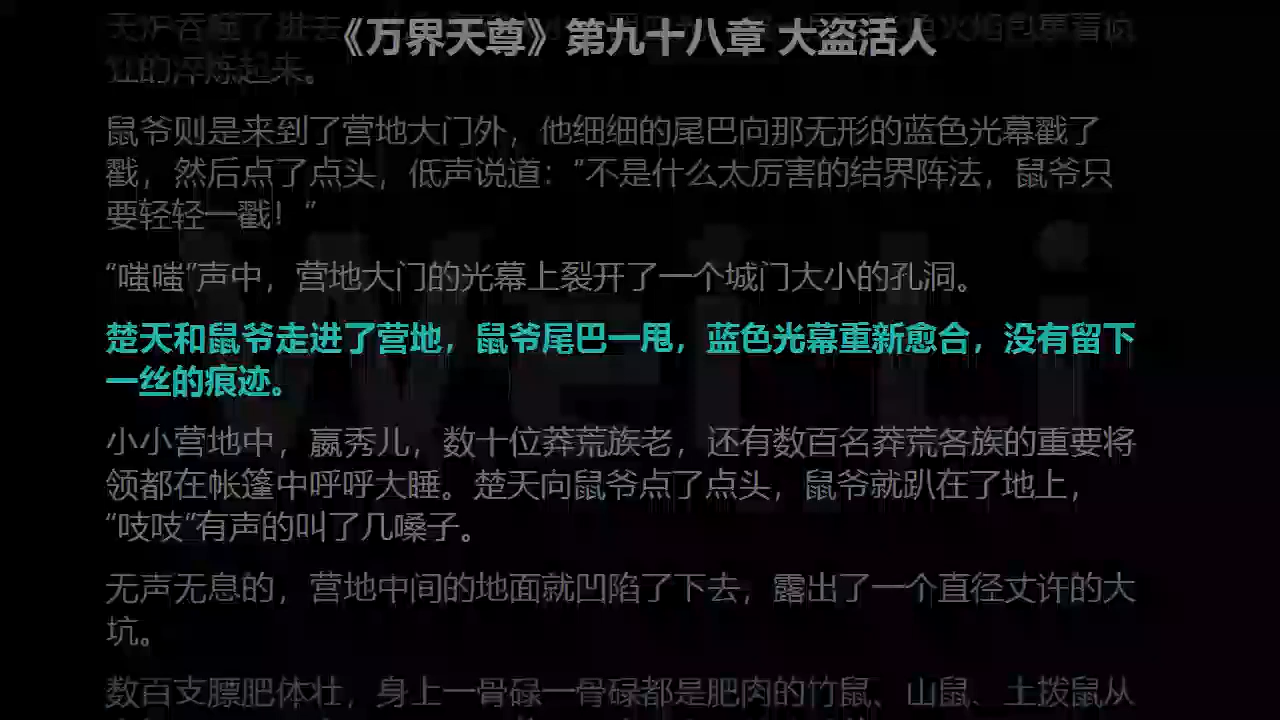 《万界天尊》第九十八章 大盗活人
鼠爷则是来到了营地大门外，他细细的尾巴向那无形的蓝色光幕戳了
戳，然后点了点头，低声说道：“不是什么太厉害的结界阵法，鼠爷只
要轻轻一戳！”
“嗤嗤”声中，营地大门的光幕上裂开了一个城门大小的孔洞。
楚天和鼠爷走进了营地，鼠爷尾巴一甩，蓝色光幕重新愈合，没有留下
一丝的痕迹。
小小营地中，嬴秀儿，数十位莽荒族老，还有数百名莽荒各族的重要将
领都在帐篷中呼呼大睡。楚天向鼠爷点了点头，鼠爷就趴在了地上，
“吱吱”有声的叫了几嗓子。
无声无息的，营地中间的地面就凹陷了下去，露出了一个直径丈许的大
坑。
数百支膘肥体壮，身上一骨碌一骨碌都是肥肉的竹鼠、山鼠、土拨鼠从